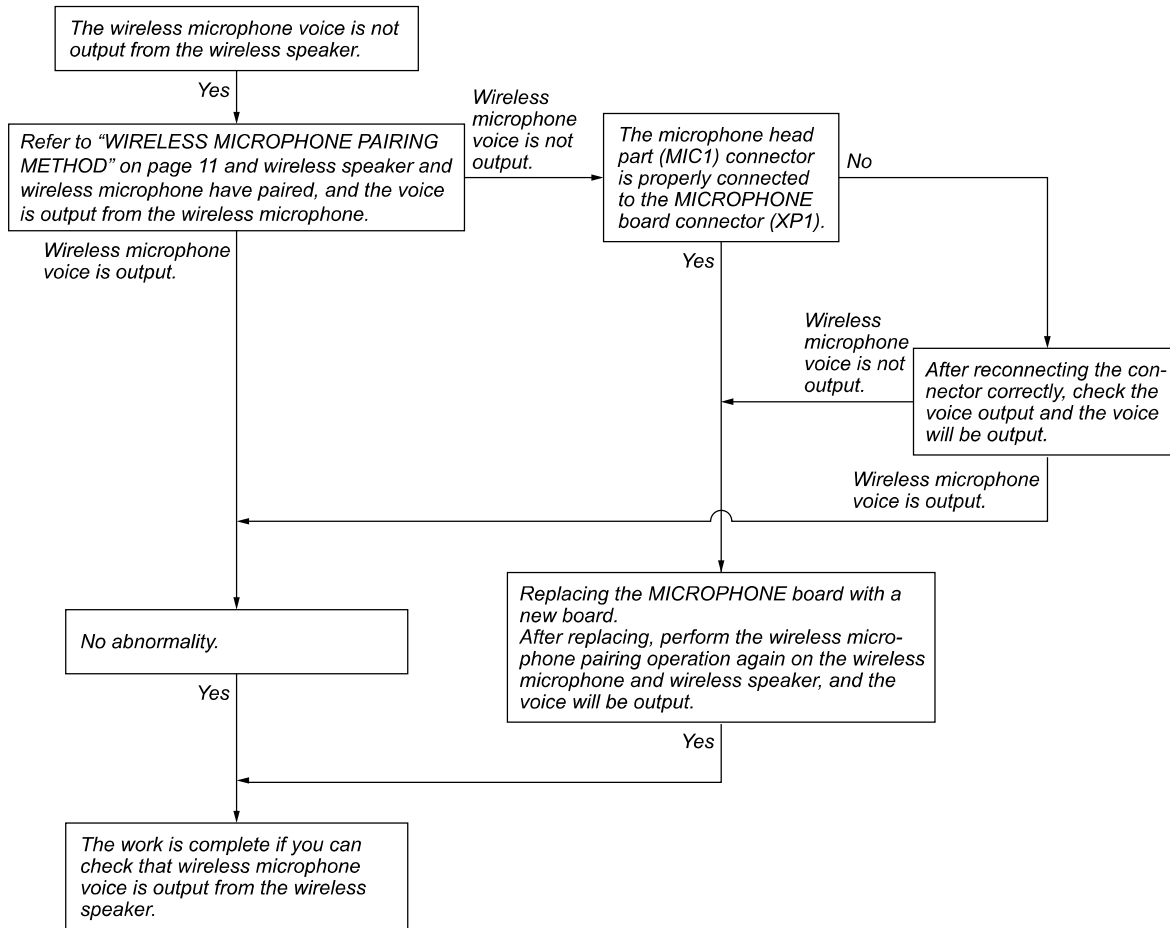 The wireless microphone voice is not
output from the wireless speaker.
Yes
Refer to “WIRELESS MICROPHONE PAIRING
METHOD” on page 11 and wireless speaker and
wireless microphone have paired, and the voice
is output from the wireless microphone.
Wireless
microphone
voice is not
output.
The microphone head
part (MIC1) connector
is properly connected
to the MICROPHONE
board connector (XP1).
No
Wireless microphone
voice is output.
Yes
Wireless
microphone
voice is not
output.
After reconnecting the con-
nector correctly, check the
voice output and the voice
will be output.
Wireless microphone
voice is output.
Replacing the MICROPHONE board with a
new board.
After replacing, perform the wireless micro-
phone pairing operation again on the wireless
microphone and wireless speaker, and the
voice will be output.
No abnormality.
Yes
Yes
The work is complete if you can
check that wireless microphone
voice is output from the wireless
speaker.